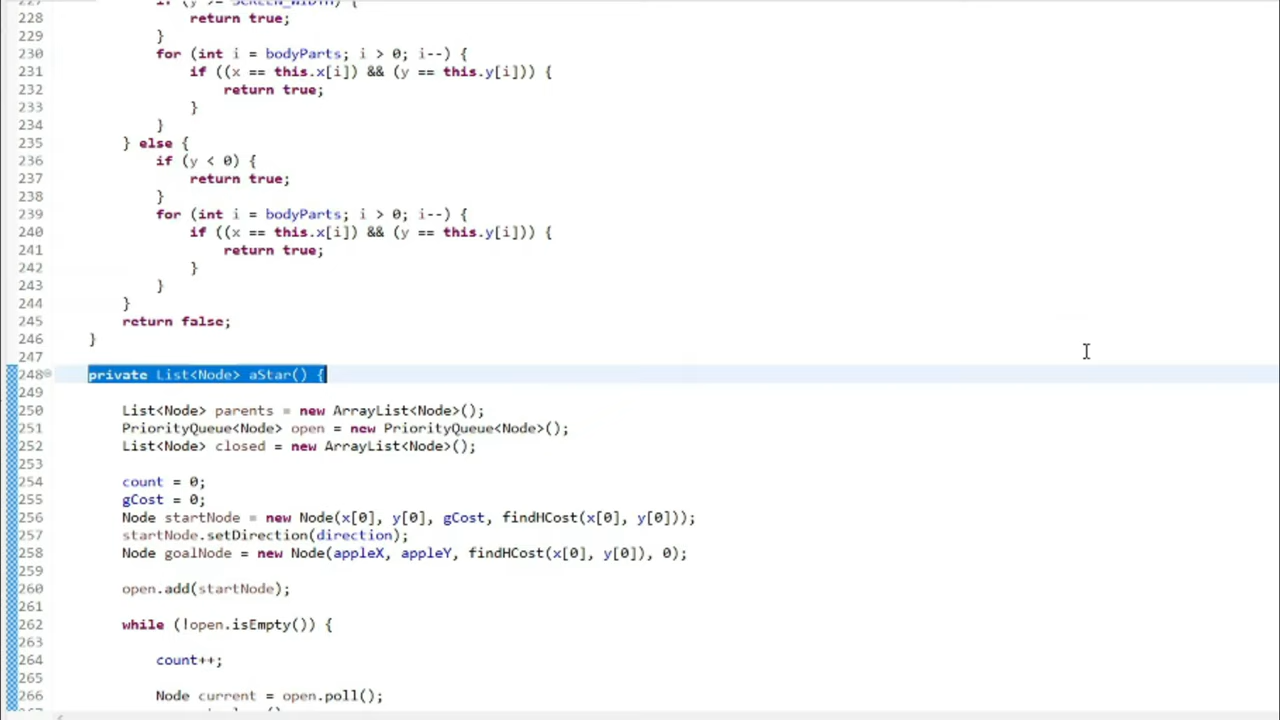 227 if (y >= SCREEN_WIDTH) {
228 return true;
229 }
230 for (int i = bodyParts; i > 0; i--) {
231 if ((x == this.x[i]) && (y == this.y[i])) {
232 return true;
233 }
234 }
235 } else {
236 if (y < 0) {
237 return true;
238 }
239 for (int i = bodyParts; i > 0; i--) {
240 if ((x == this.x[i]) && (y == this.y[i])) {
241 return true;
242 }
243 }
244 }
245 return false;
246 }
247
248 private List<Node> aStar() {
249
250 List<Node> parents = new ArrayList<Node>();
251 PriorityQueue<Node> open = new PriorityQueue<Node>();
252 List<Node> closed = new ArrayList<Node>();
253
254 count = 0;
255 gCost = 0;
256 Node startNode = new Node(x[0], y[0], gCost, findHCost(x[0], y[0]));
257 startNode.setDirection(direction);
258 Node goalNode = new Node(appleX, appleY, findHCost(x[0], y[0]), 0);
259
260 open.add(startNode);
261
262 while (!open.isEmpty()) {
263
264 count++;
265
266 Node current = open.poll();
267